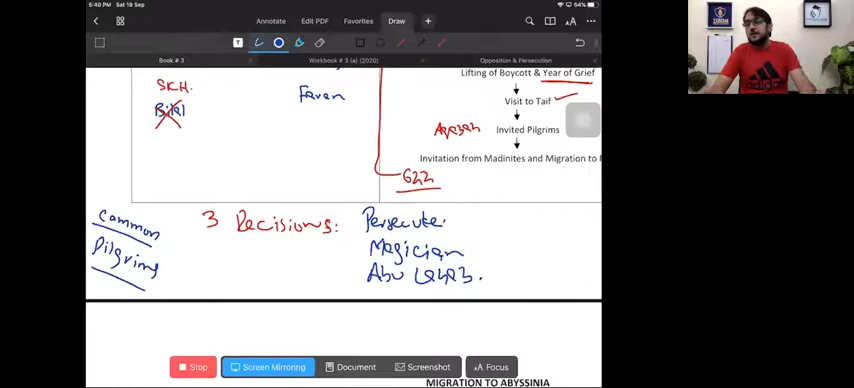 5:40 PM Sat 19 Sep
64%
Annotate Edit PDF Favorites Draw
AA
T
Book # 3 Workbook # 3 (a) (2020) Opposition & Persecution
Lifting of Boycott & Year of Grief
SKH.
Bilal
Favan
Visit to Taif
Aqabah
Invited Pilgrims
Invitation from Madinites and Migration to
622
Common
Pilgrims
3 Decisions: Persecute.
Magician
Abu Lahab.
Stop Screen Mirroring Document Screenshot AA Focus
MIGRATION TO ABYSSINIA